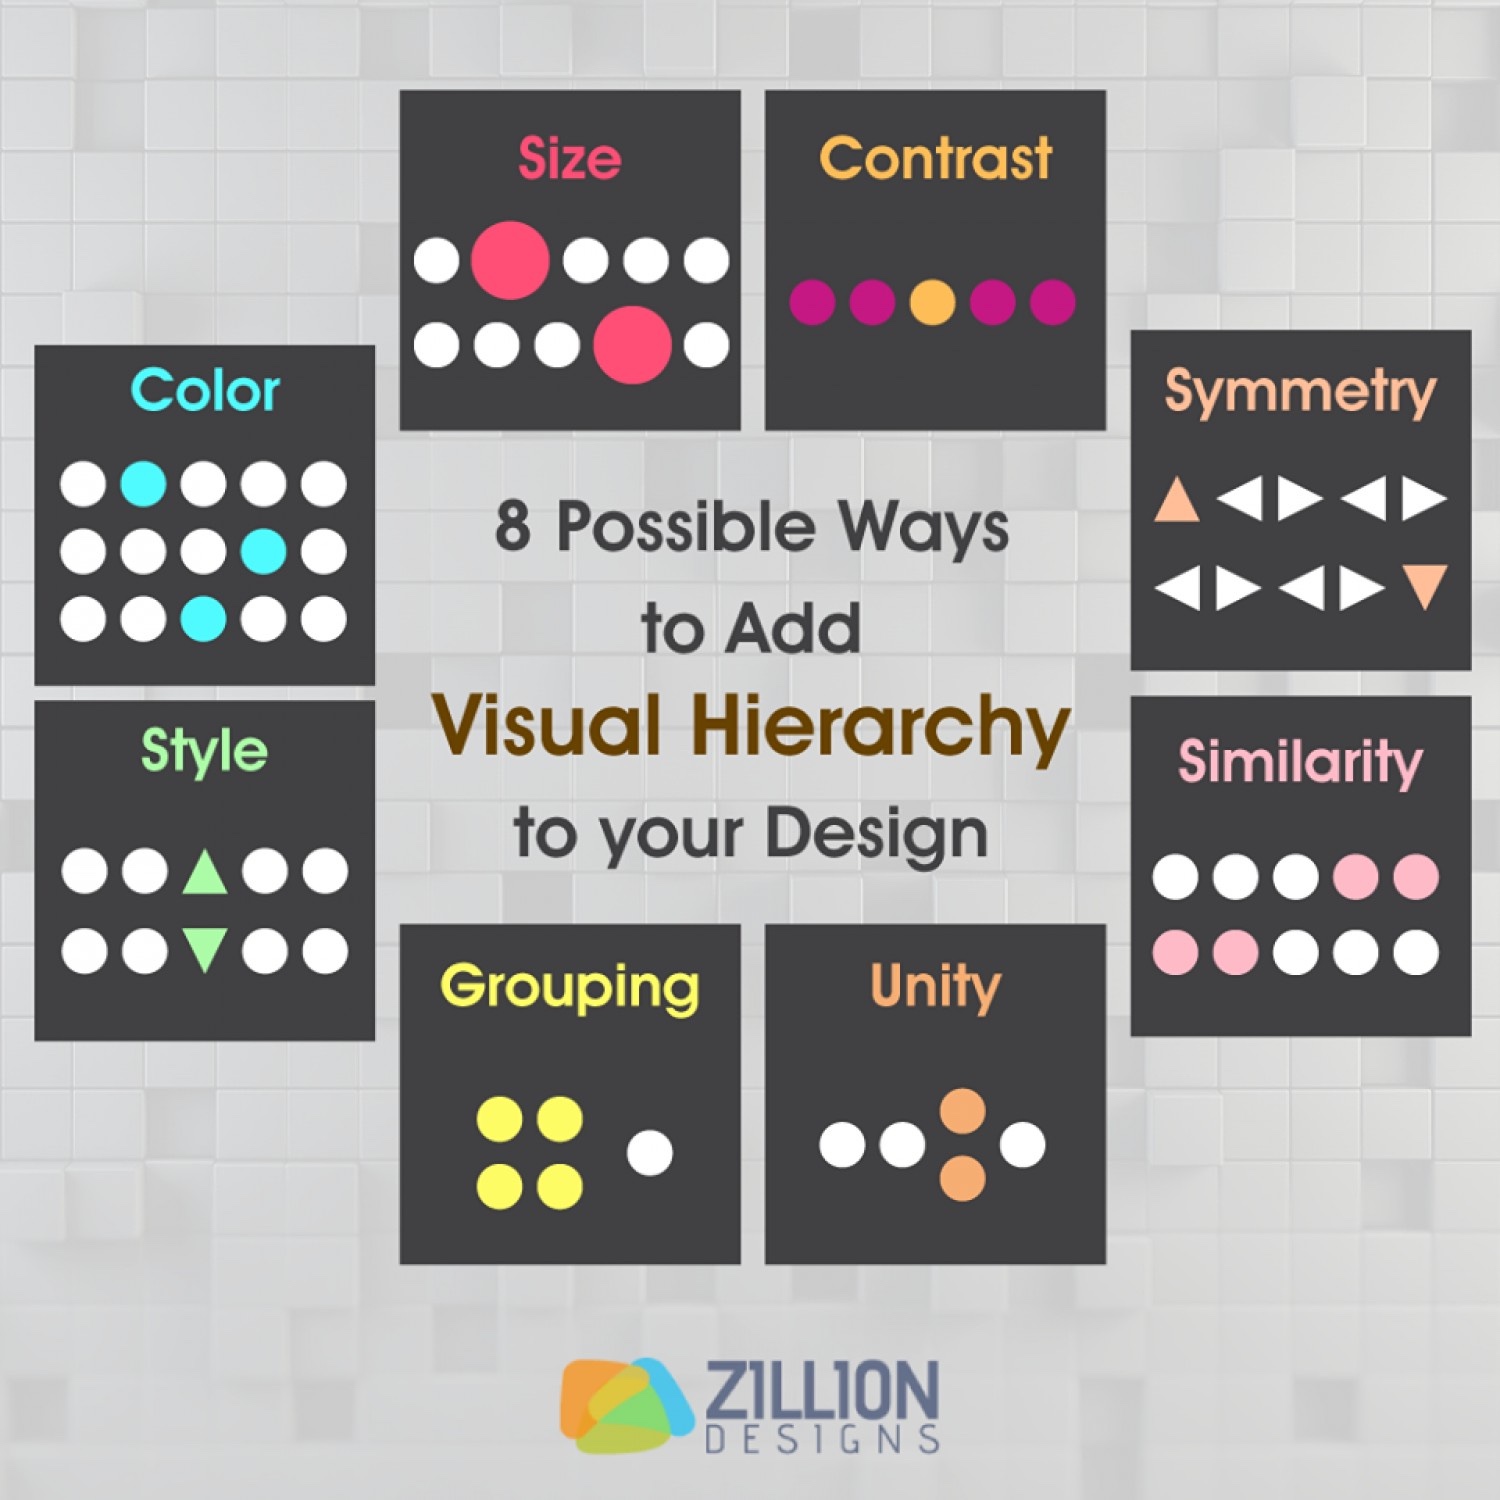 Size
Contrast
Color
Symmetry
8 Possible Ways
to Add
Visual Hierarchy
to your Design
Style
Similarity
Grouping
Unity
ZILLION
DESIGNS